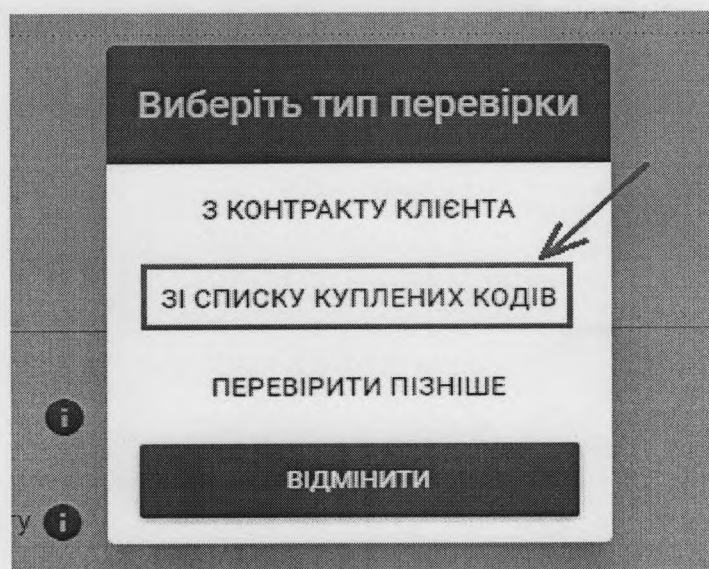 Виберіть тип перевірки
З КОНТРАКТУ КЛІЄНТА
ЗІ СПИСКУ КУПЛЕНИХ КОДІВ
ПЕРЕВІРИТИ ПІЗНІШЕ
i
ВІДМІНИТИ
у i